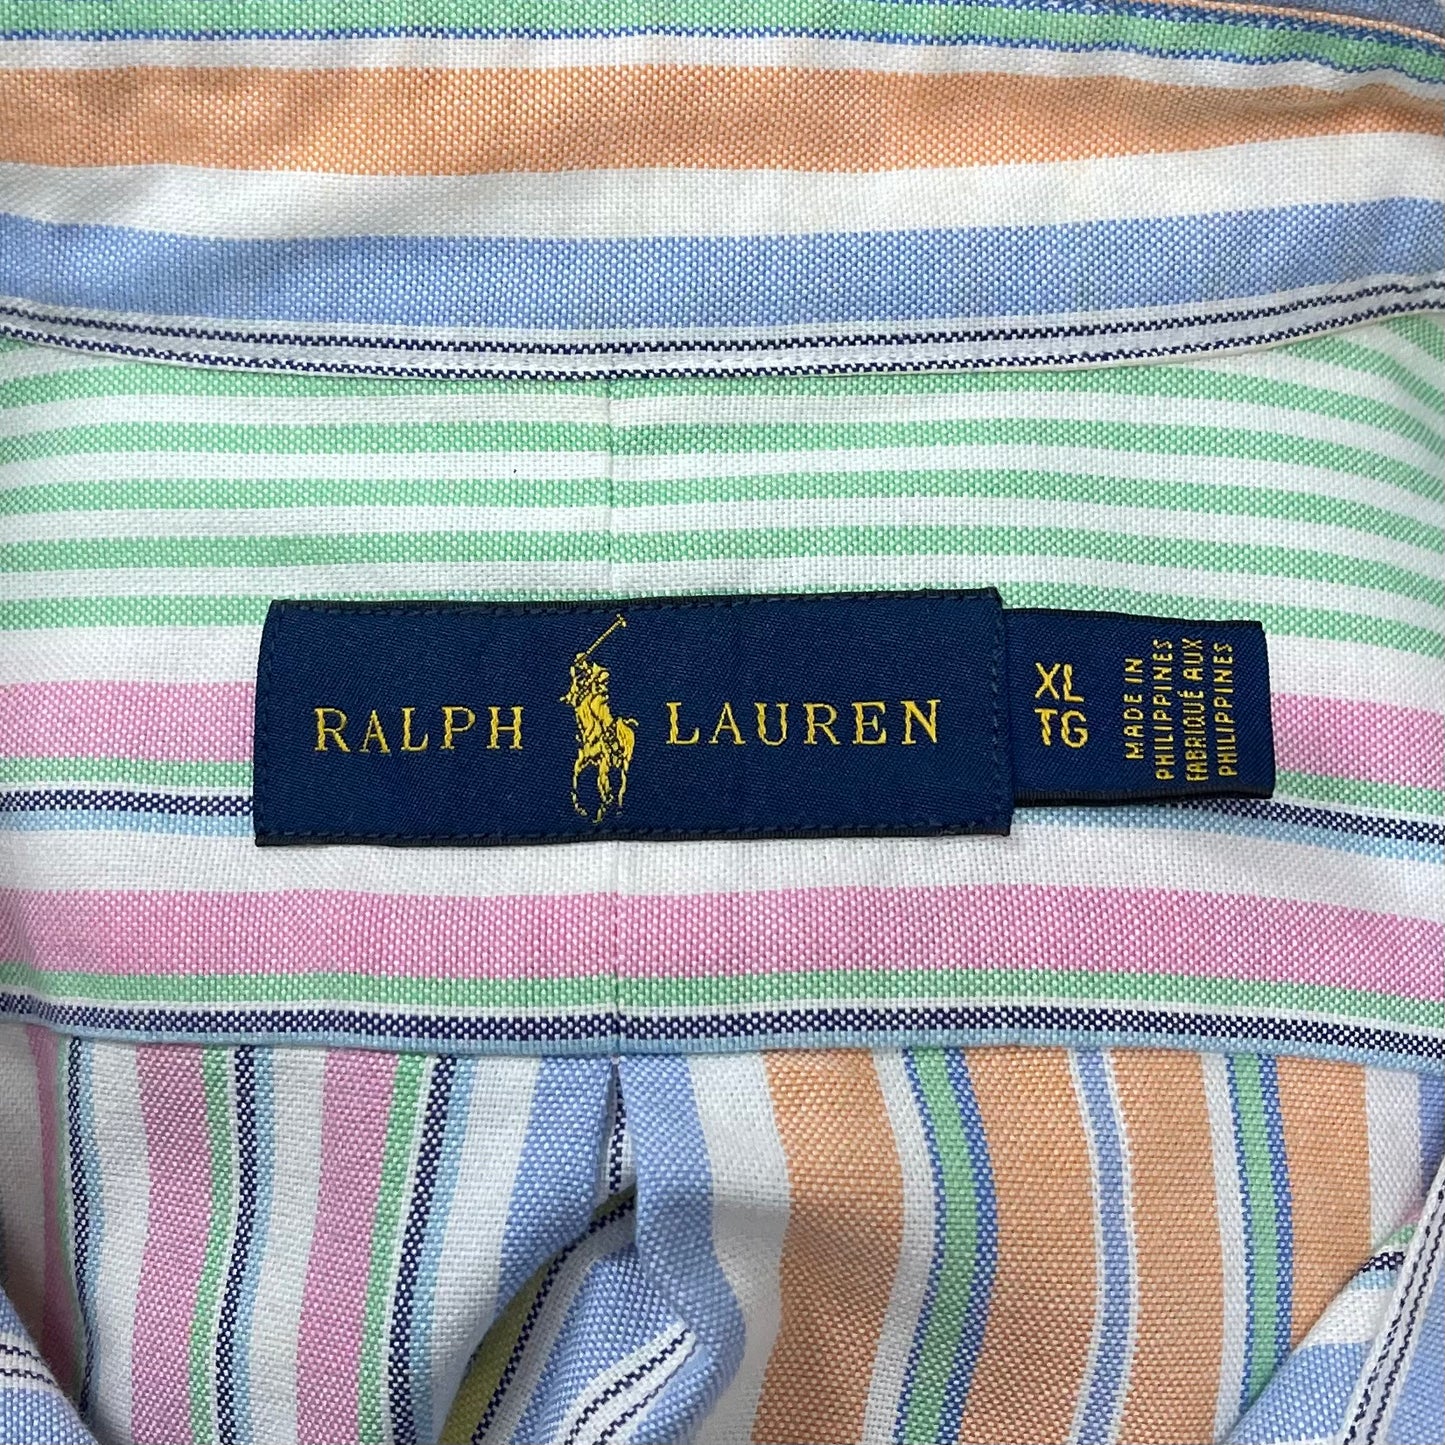 RALPH LAUREN
XL
TG
MADE IN
PHILIPPINES
FABRIQUÉ AUX
PHILIPPINES